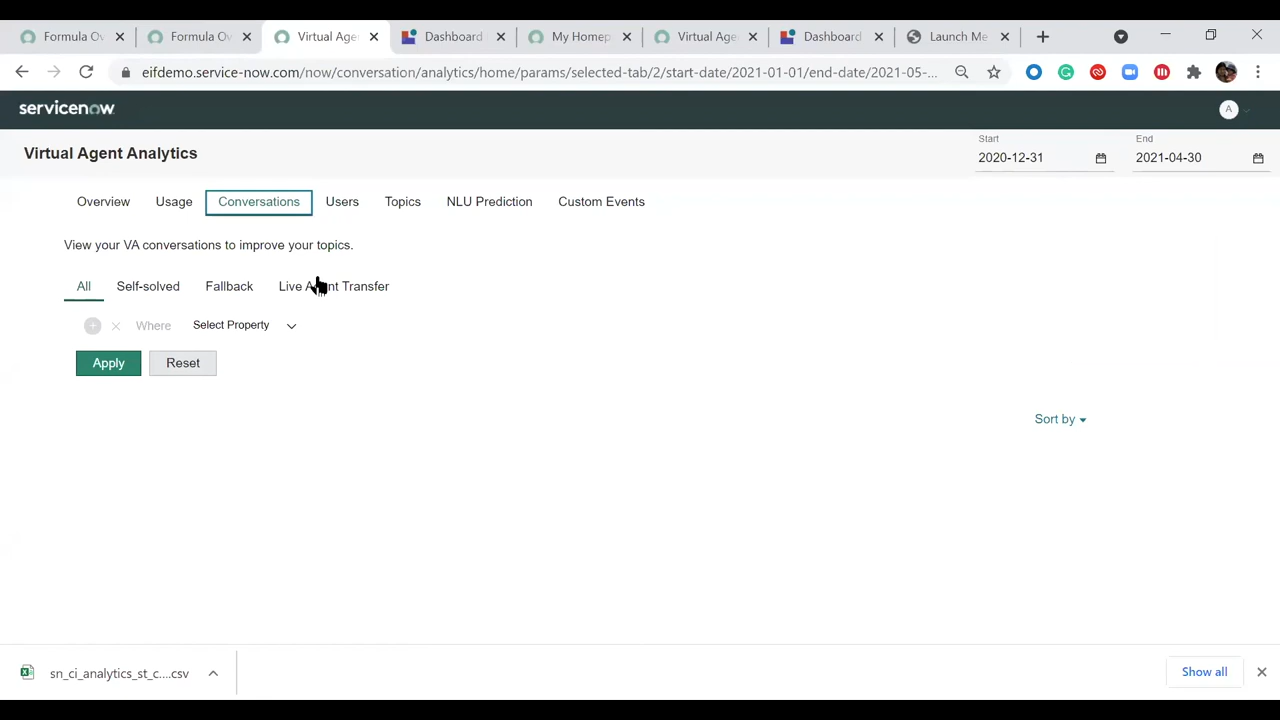 Formula Ov
Formula Ov
Virtual Age
Dashboard
My Homep
Virtual Age
Dashboard
Launch Me
eifdemo.service-now.com/now/conversation/analytics/home/params/selected-tab/2/start-date/2021-01-01/end-date/2021-05-...
servicenow
A
Virtual Agent Analytics
Start
2020-12-31
End
2021-04-30
Overview
Usage
Conversations
Users
Topics
NLU Prediction
Custom Events
View your VA conversations to improve your topics.
All
Self-solved
Fallback
Live Agent Transfer
Where
Select Property
Apply
Reset
Sort by
sn_ci_analytics_st_c....csv
Show all